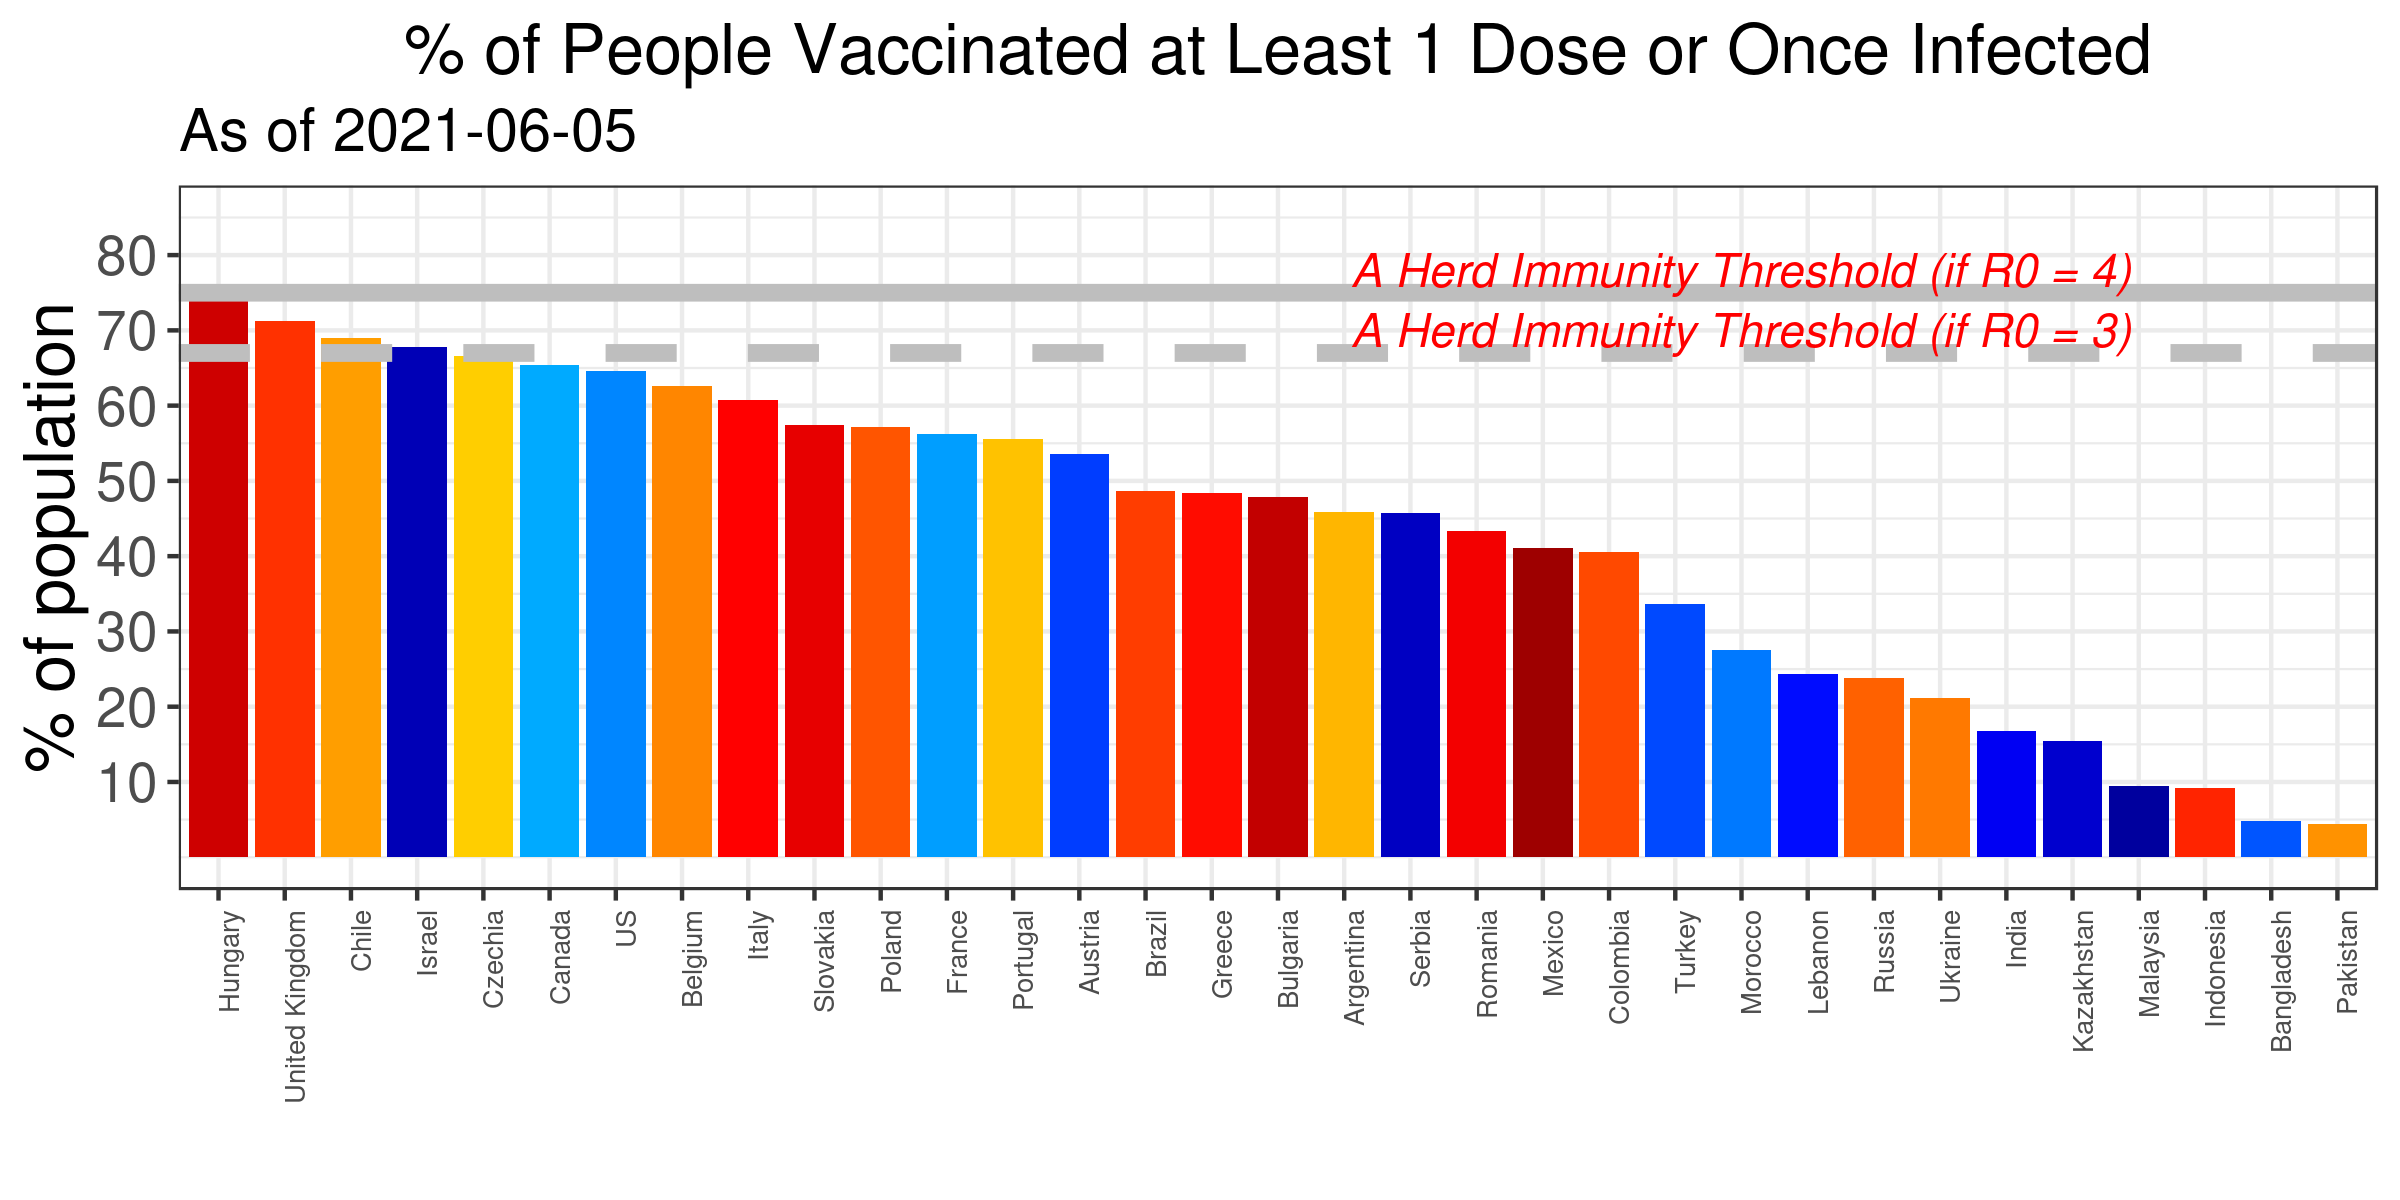 % of People Vaccinated at Least 1 Dose or Once Infected
As of 2021-06-05
% of population
80
70
60
50
40
30
20
10
A Herd Immunity Threshold (if R0 = 4)
A Herd Immunity Threshold (if R0 = 3)
Hungary
United Kingdom
Chile
Israel
Czechia
Canada
US
Belgium
Italy
Slovakia
Poland
France
Portugal
Austria
Brazil
Greece
Bulgaria
Argentina
Serbia
Romania
Mexico
Colombia
Turkey
Morocco
Lebanon
Russia
Ukraine
India
Kazakhstan
Malaysia
Indonesia
Bangladesh
Pakistan